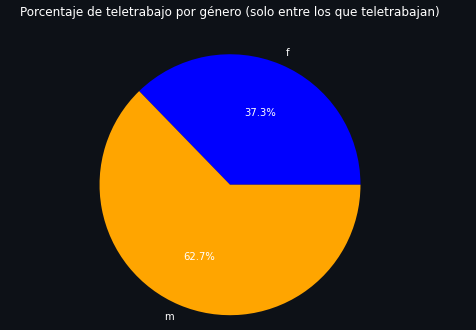 Porcentaje de teletrabajo por género (solo entre los que teletrabajan)
f
37.3%
62.7%
m